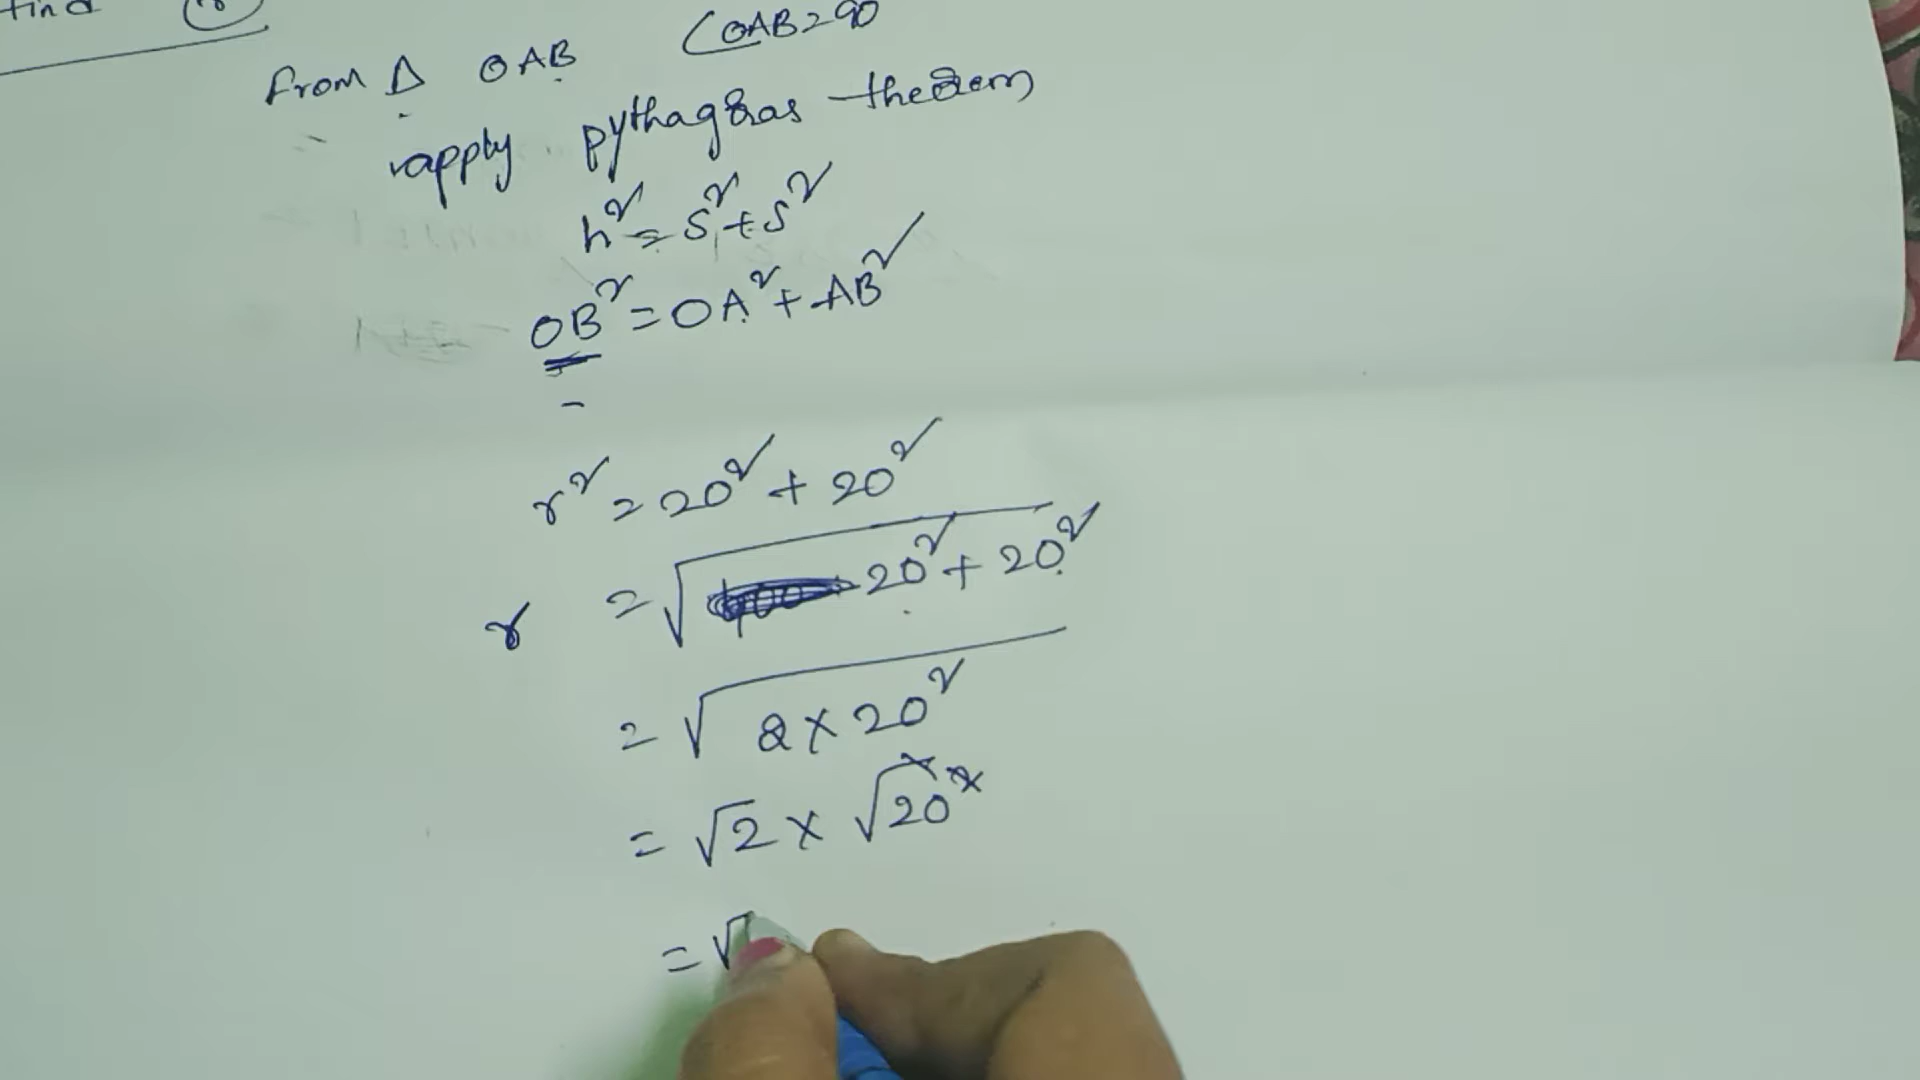 find (r)
From Δ OAB (OAB = 90
apply pythagoras theorem
h² = s² + s²
OB² = OA² + AB²
r² = 20² + 20²
r = √ 20² + 20²
= √ 2 × 20²
= √2 × √20²
= √